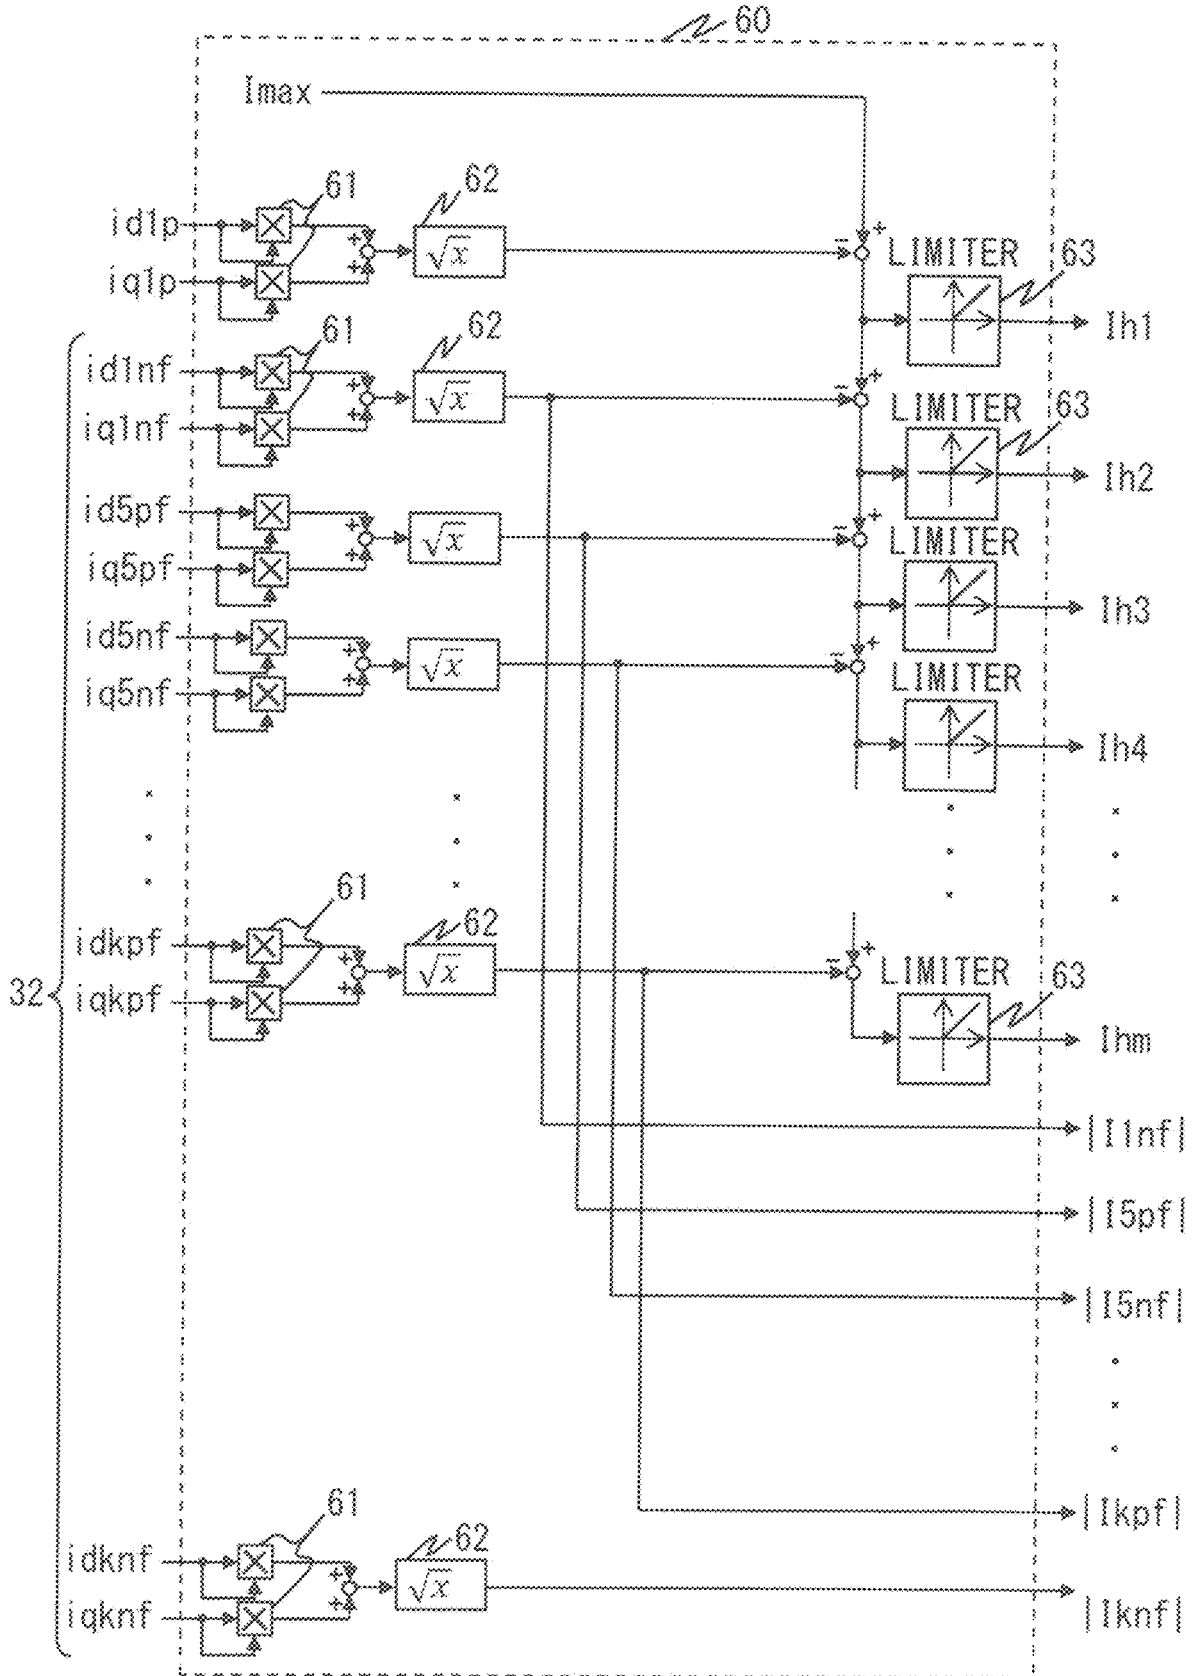 60
Imax
61
62
id1p
iq1p
LIMITER
63
Ih1
61
62
id1nf
iq1nf
LIMITER
63
Ih2
id5pf
iq5pf
LIMITER
Ih3
id5nf
iq5nf
LIMITER
Ih4
√x
√x
√x
√x
61
62
idkpf
iqkpf
√x
LIMITER
63
Ihm
32
|I1nf|
|I5pf|
|I5nf|
|Ikpf|
61
62
idknf
iqknf
√x
|Iknf|